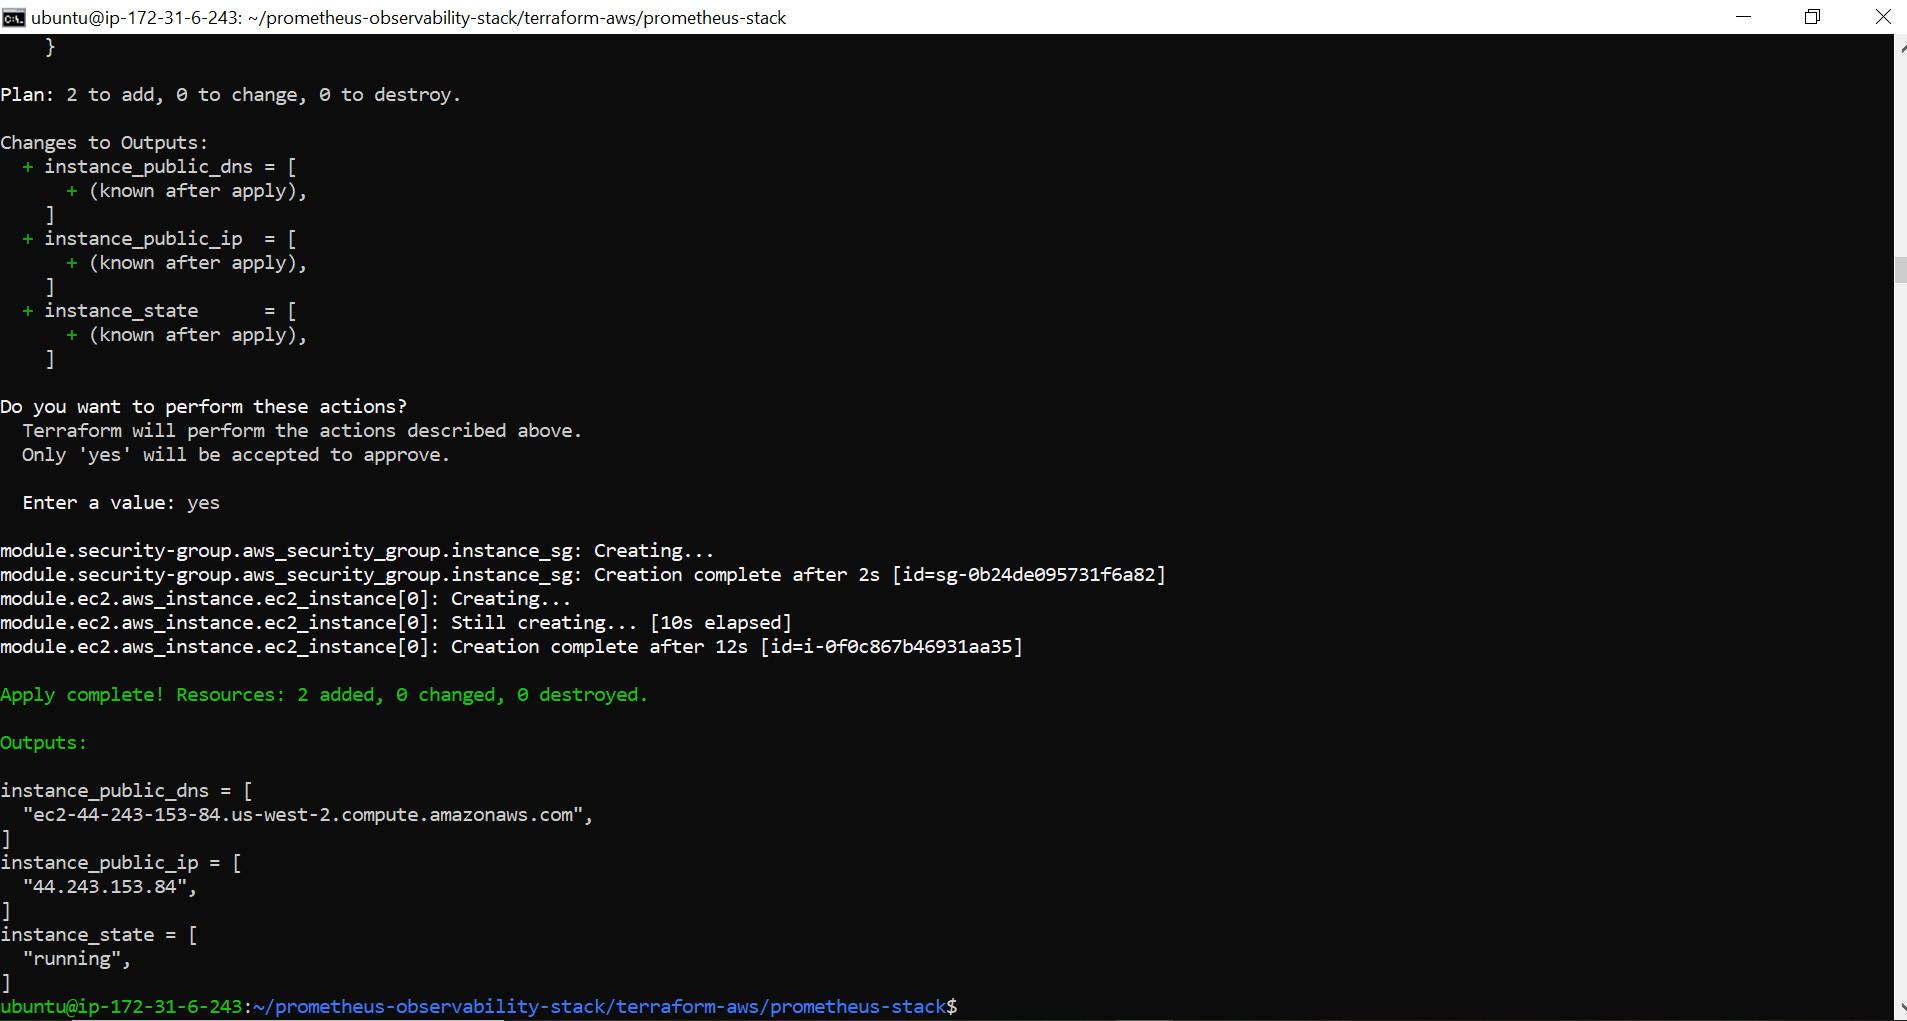 ubuntu@ip-172-31-6-243: ~/prometheus-observability-stack/terraform-aws/prometheus-stack
    }

Plan: 2 to add, 0 to change, 0 to destroy.

Changes to Outputs:
  + instance_public_dns = [
      + (known after apply),
    ]
  + instance_public_ip  = [
      + (known after apply),
    ]
  + instance_state      = [
      + (known after apply),
    ]

Do you want to perform these actions?
  Terraform will perform the actions described above.
  Only 'yes' will be accepted to approve.

  Enter a value: yes

module.security-group.aws_security_group.instance_sg: Creating...
module.security-group.aws_security_group.instance_sg: Creation complete after 2s [id=sg-0b24de095731f6a82]
module.ec2.aws_instance.ec2_instance[0]: Creating...
module.ec2.aws_instance.ec2_instance[0]: Still creating... [10s elapsed]
module.ec2.aws_instance.ec2_instance[0]: Creation complete after 12s [id=i-0f0c867b46931aa35]

Apply complete! Resources: 2 added, 0 changed, 0 destroyed.

Outputs:

instance_public_dns = [
  "ec2-44-243-153-84.us-west-2.compute.amazonaws.com",
]
instance_public_ip = [
  "44.243.153.84",
]
instance_state = [
  "running",
]
ubuntu@ip-172-31-6-243:~/prometheus-observability-stack/terraform-aws/prometheus-stack$